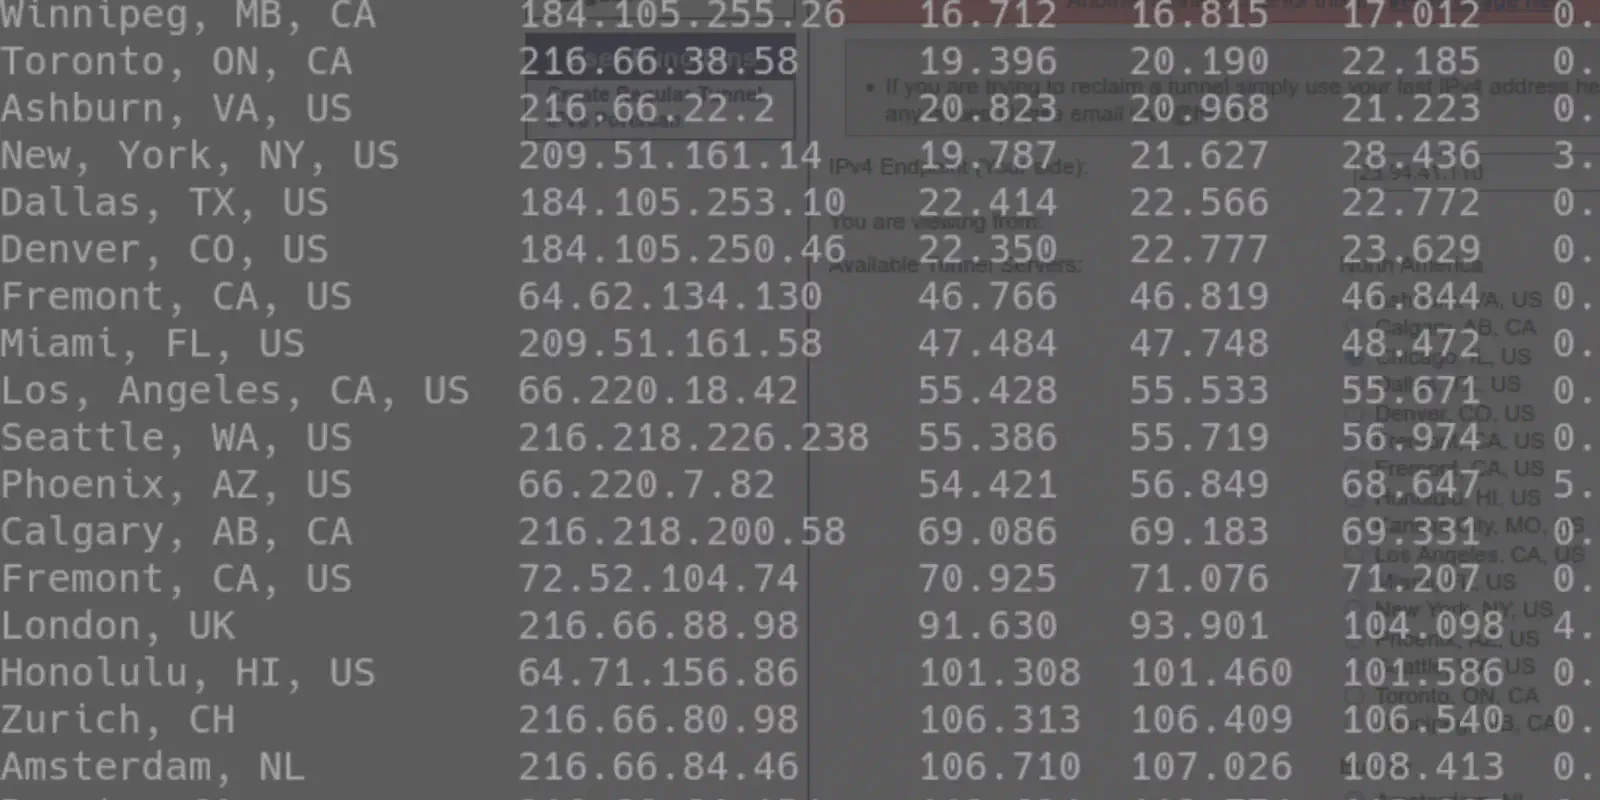 Winnipeg, MB, CA 184.105.255.26 16.712 16.815 17.012 0.
Toronto, ON, CA 216.66.38.58 19.396 20.190 22.185 0.
Ashburn, VA, US 216.66.22.2 20.825 20.968 21.223 0.
New, York, NY, US 209.51.161.14 19.787 21.627 28.436 3.
Dallas, TX, US 184.105.253.10 22.414 22.566 22.772 0.
Denver, CO, US 184.105.250.46 22.350 22.777 23.629 0.
Fremont, CA, US 64.62.134.130 46.766 46.819 46.844 0.
Miami, FL, US 209.51.161.58 47.484 47.748 48.472 0.
Los, Angeles, CA, US 66.220.18.42 55.428 55.533 55.671 0.
Seattle, WA, US 216.218.226.238 55.386 55.719 56.974 0.
Phoenix, AZ, US 66.220.7.82 54.421 56.849 68.647 5.
Calgary, AB, CA 216.218.200.58 69.086 69.183 69.331 0.
Fremont, CA, US 72.52.104.74 70.925 71.076 71.207 0.
London, UK 216.66.88.98 91.630 93.901 104.098 4.
Honolulu, HI, US 64.71.156.86 101.308 101.460 101.586 0.
Zurich, CH 216.66.80.98 106.313 106.409 106.540 0.
Amsterdam, NL 216.66.84.46 106.710 107.026 108.413 0.
Create Regular Tunnel
If you are trying to reclaim a tunnel simply use your last IPv4 address
email
IPv4 Endpoint (Your side):
You are viewing from:
Available Tunnel Servers:
North America
Calgary, AB, CA
Chicago, IL, US
Dallas, TX, US
Denver, CO, US
Fremont, CA, US
Fremont, CA, US
Honolulu, HI, US
Kansas City, MO, US
Los Angeles, CA, US
Miami, FL, US
New York, NY, US
Phoenix, AZ, US
Seattle, WA, US
Toronto, ON, CA